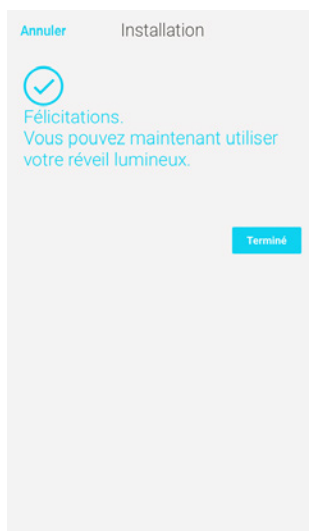 Annuler Installation
Félicitations.
Vous pouvez maintenant utiliser
votre réveil lumineux.
Terminé